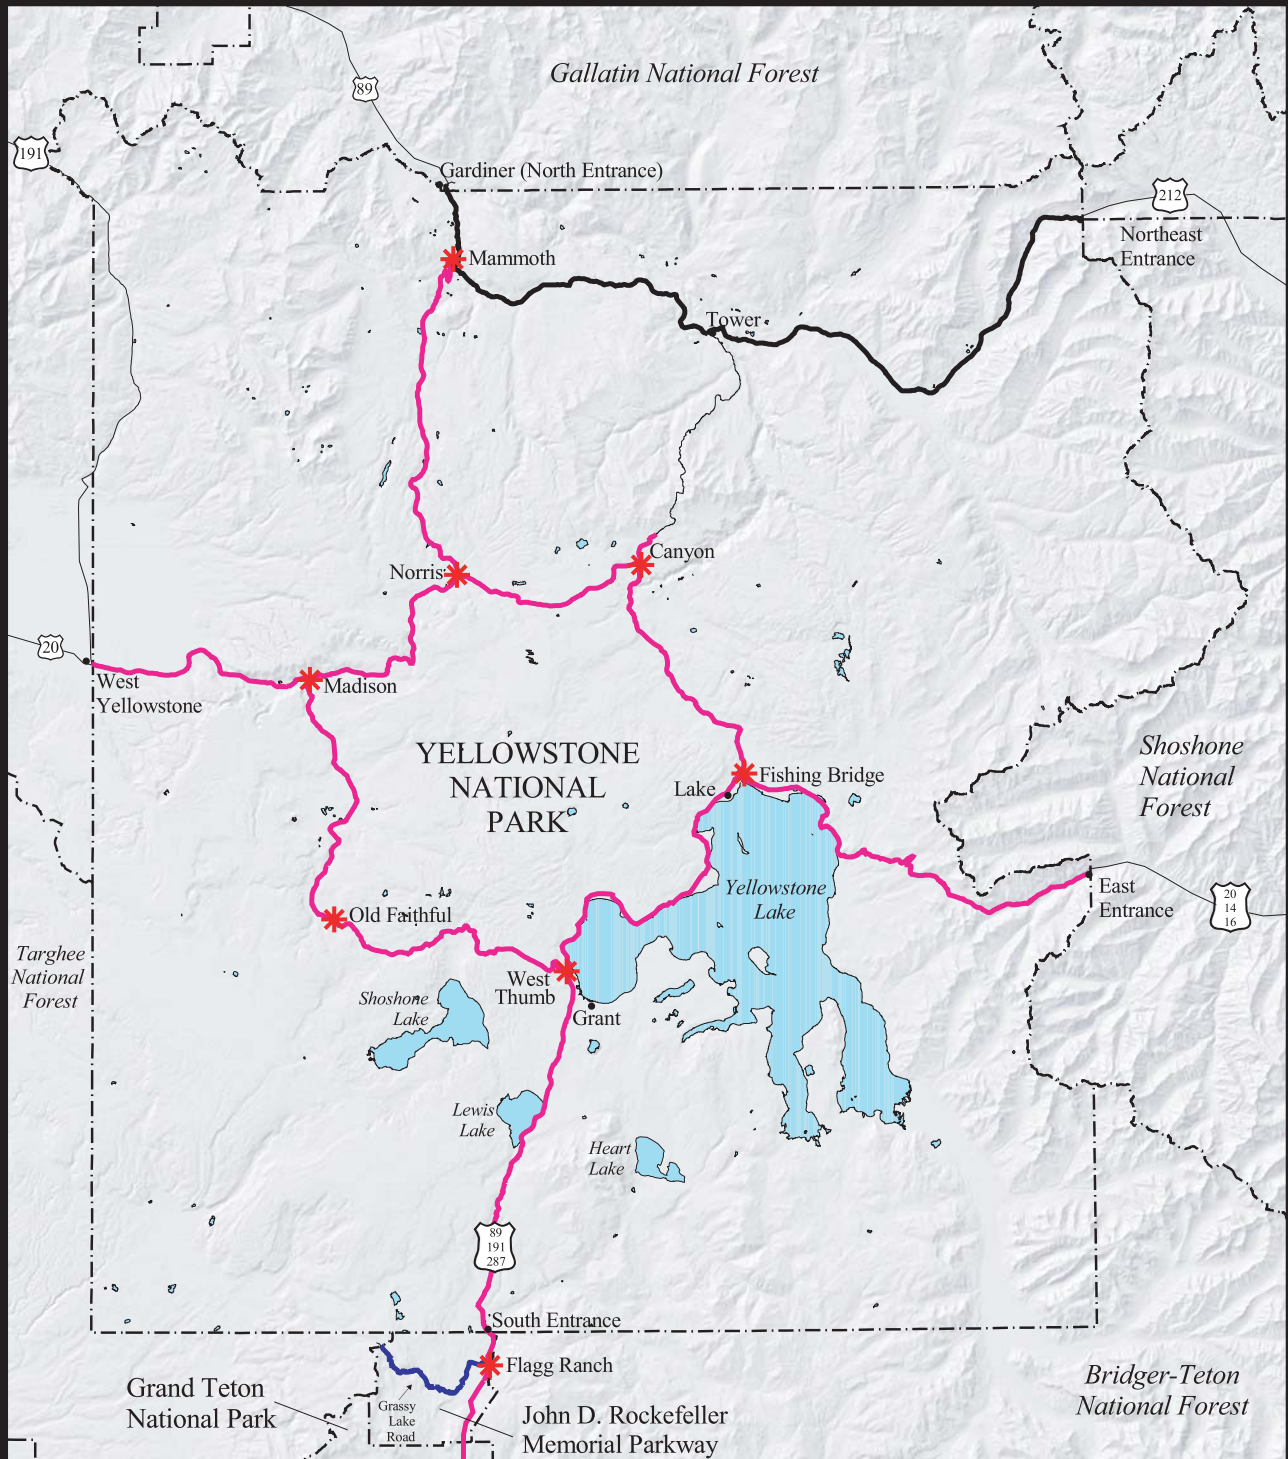 Gallatin National Forest
89
191
Gardiner (North Entrance)
212
Northeast
Entrance
Mammoth
Tower
Canyon
Norris
20
West
Yellowstone
Madison
YELLOWSTONE
NATIONAL
PARK
Shoshone
National
Forest
Fishing Bridge
Lake
Yellowstone
Lake
East
Entrance
20
14
16
Old Faithful
Targhee
National
Forest
West
Thumb
Grant
Shoshone
Lake
Lewis
Lake
Heart
Lake
89
191
287
South Entrance
Flagg Ranch
Grand Teton
National Park
Grassy
Lake
Road
John D. Rockefeller
Memorial Parkway
Bridger-Teton
National Forest